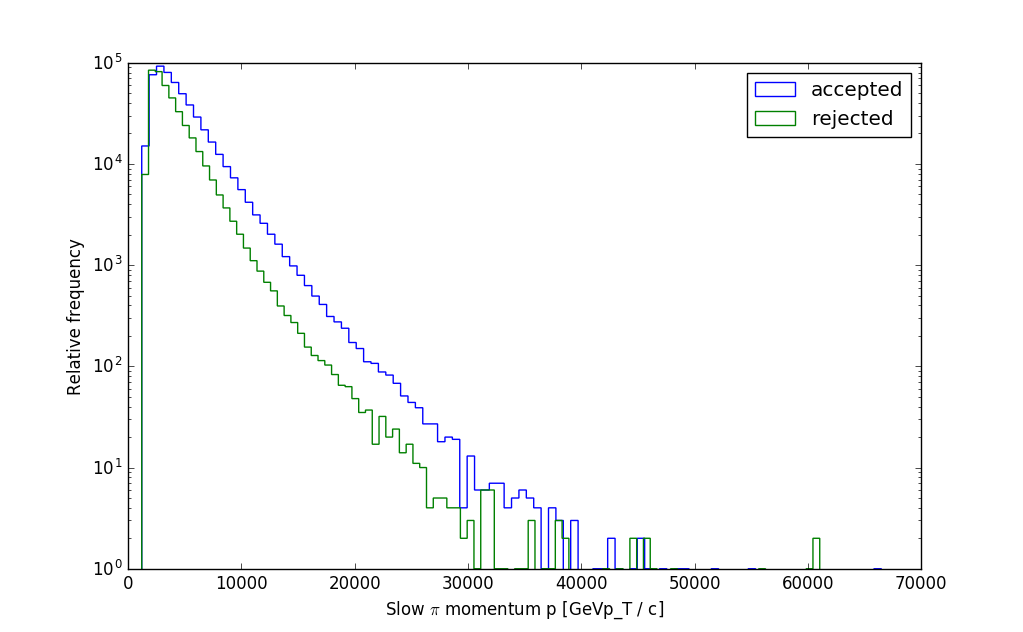 10^5
10^4
10^3
10^2
10^1
10^0
Relative frequency
accepted
rejected
0 10000 20000 30000 40000 50000 60000 70000
Slow π momentum p [GeVp_T / c]